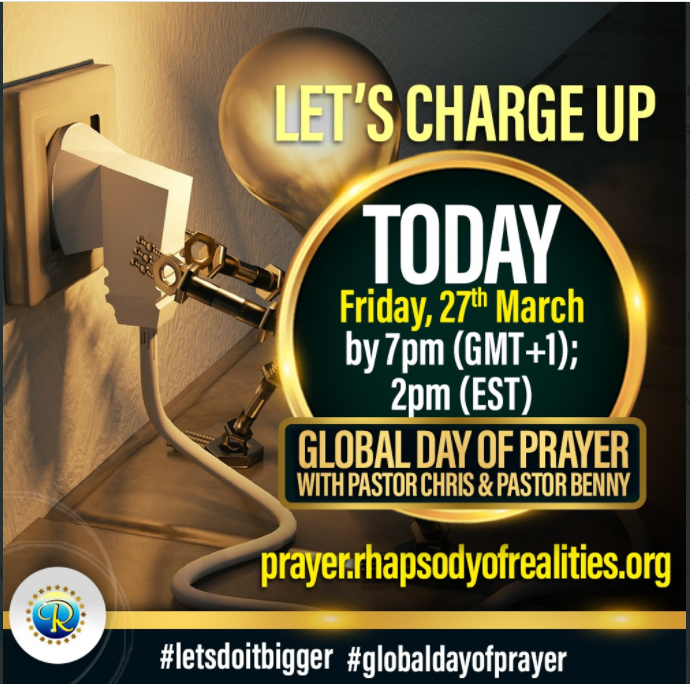 LET'S CHARGE UP
TODAY
Friday, 27th March
by 7pm (GMT+1);
2pm (EST)
GLOBAL DAY OF PRAYER
WITH PASTOR CHRIS & PASTOR BENNY
prayer.rhapsodyofrealities.org
R
#letsdoitbigger #globaldayofprayer